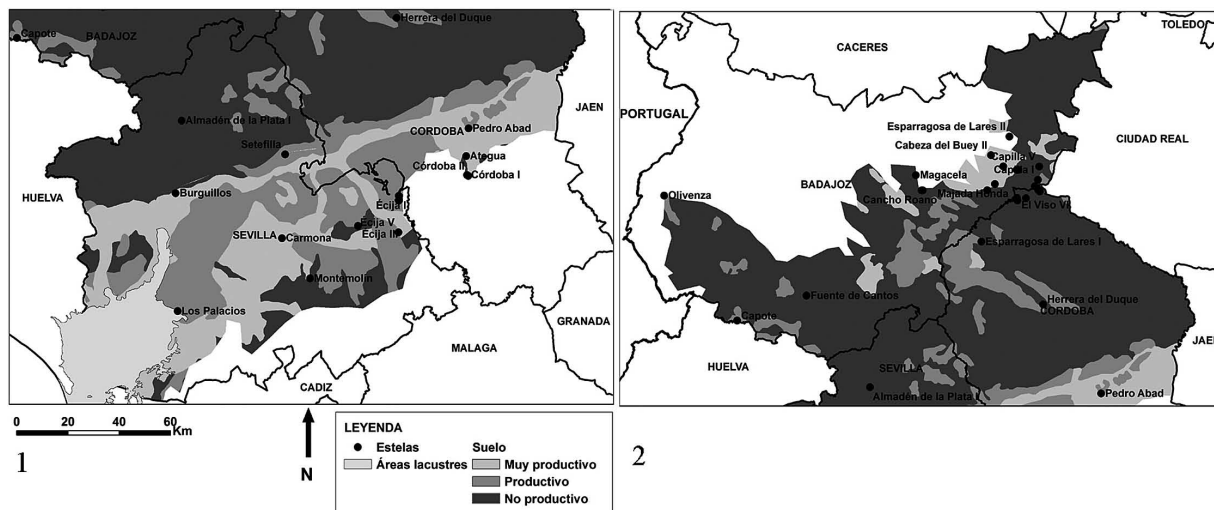 Herrera del Duque
Capote
BADAJOZ
JAEN
Almadén de la Plata I
CORDOBA
Pedro Abad
Setefilla
Ategua
Córdoba II
Córdoba I
HUELVA
Burguillos
Écija I
Écija V
Écija III
SEVILLA
Carmona
Montemolín
Los Palacios
GRANADA
MALAGA
CADIZ
0 20 40 60
Km
1
N
LEYENDA
Estelas
Áreas lacustres
Suelo
Muy productivo
Productivo
No productivo
TOLEDO
CACERES
PORTUGAL
Esparragosa de Lares II
CIUDAD REAL
Cabeza del Buey II
Capilla V
Capilla I
Magacela
BADAJOZ
Olivenza
Cancho Roano
Majada Honda
El Viso VI
Esparragosa de Lares I
Fuente de Cantos
Herrera del Duque
CORDOBA
Capote
HUELVA
SEVILLA
JAEN
Almadén de la Plata I
Pedro Abad
2